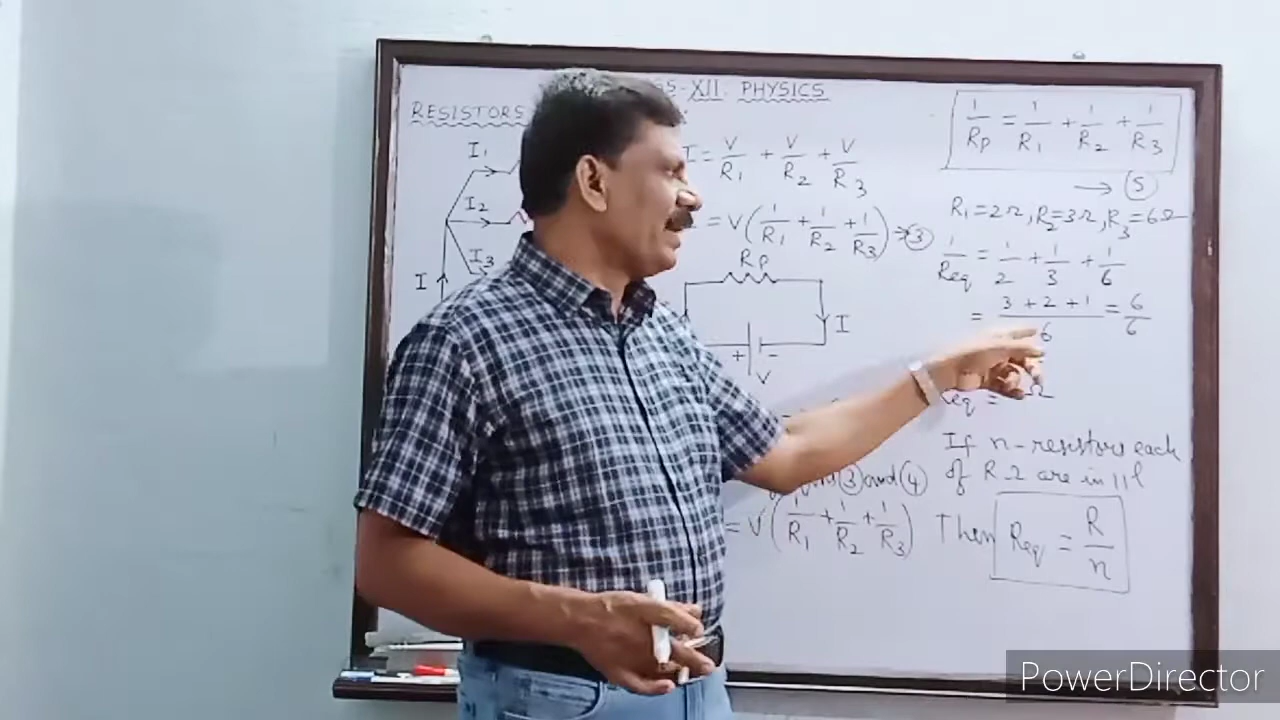 SS-XII. PHYSICS
RESISTORS
I₁
I₂
I₃
I
I = V/R₁ + V/R₂ + V/R₃
= V(1/R₁ + 1/R₂ + 1/R₃) → ③
Rp
I
+ -
V
③ and ④
= V(1/R₁ + 1/R₂ + 1/R₃)
1/Rp = 1/R₁ + 1/R₂ + 1/R₃
→ ⑤
R₁ = 2Ω, R₂ = 3Ω, R₃ = 6Ω
1/Req = 1/2 + 1/3 + 1/6
= (3 + 2 + 1)/6 = 6/6
Req = Ω
If n-resistors each
of R Ω are in ||l
Then Req = R/n
PowerDirector